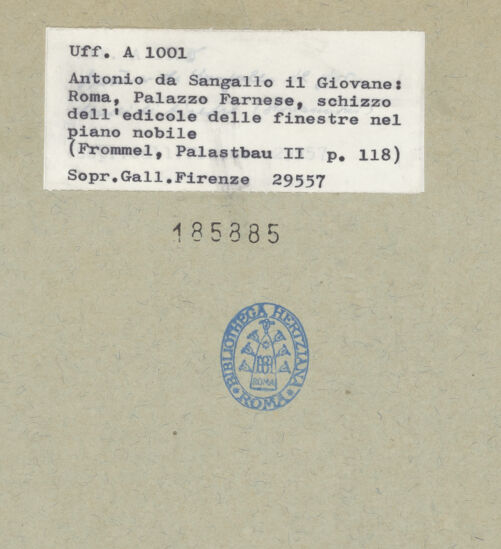 Uff. A 1001
Antonio da Sangallo il Giovane:
Roma, Palazzo Farnese, schizzo
dell'edicole delle finestre nel
piano nobile
(Frommel, Palastbau II p. 118)
Sopr.Gall.Firenze 29557
185885
BIBLIOTHECA HERTZIANA
ROMA
ROMA